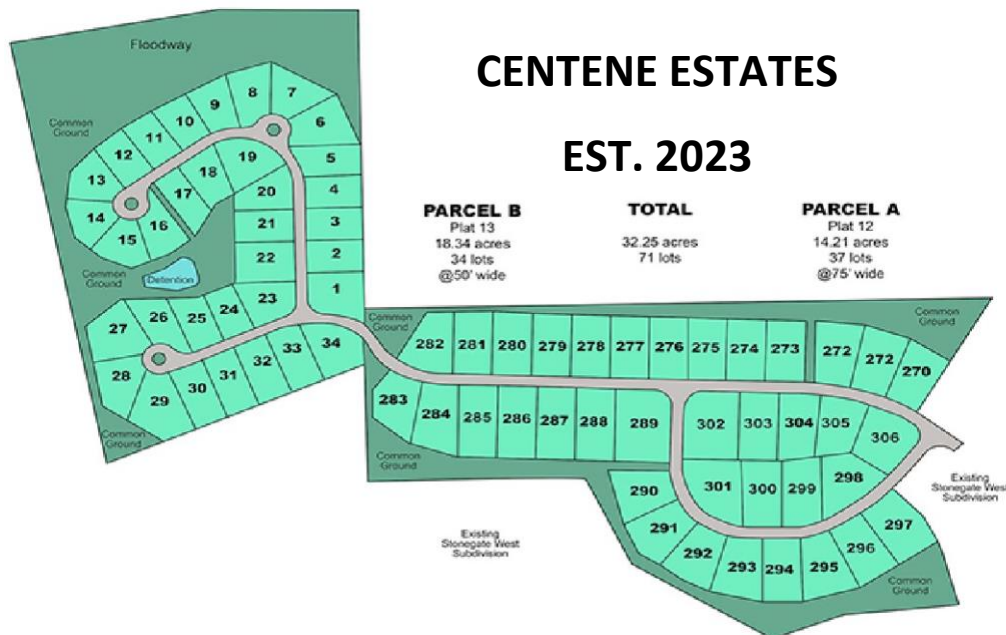 CENTENE ESTATES
EST. 2023
PARCEL B
Plat 13
18.34 acres
34 lots
@50' wide
TOTAL
32.25 acres
71 lots
PARCEL A
Plat 12
14.21 acres
37 lots
@75' wide
Floodway
Common
Ground
7
8
9
6
10
11
12
5
19
13
18
20
4
17
14
16
21
3
15
22
2
Common
Ground
Detention
23
1
24
25
26
27
34
33
32
31
30
28
29
Common
Ground
Common
Ground
282
281
280
279
278
277
276
275
274
273
272
272
270
Common
Ground
283
284
285
286
287
288
289
302
303
304
305
306
Common
Ground
290
301
300
299
298
291
292
293
294
295
296
297
Existing
Stonegate West
Subdivision
Existing
Stonegate West
Subdivision
Common
Ground